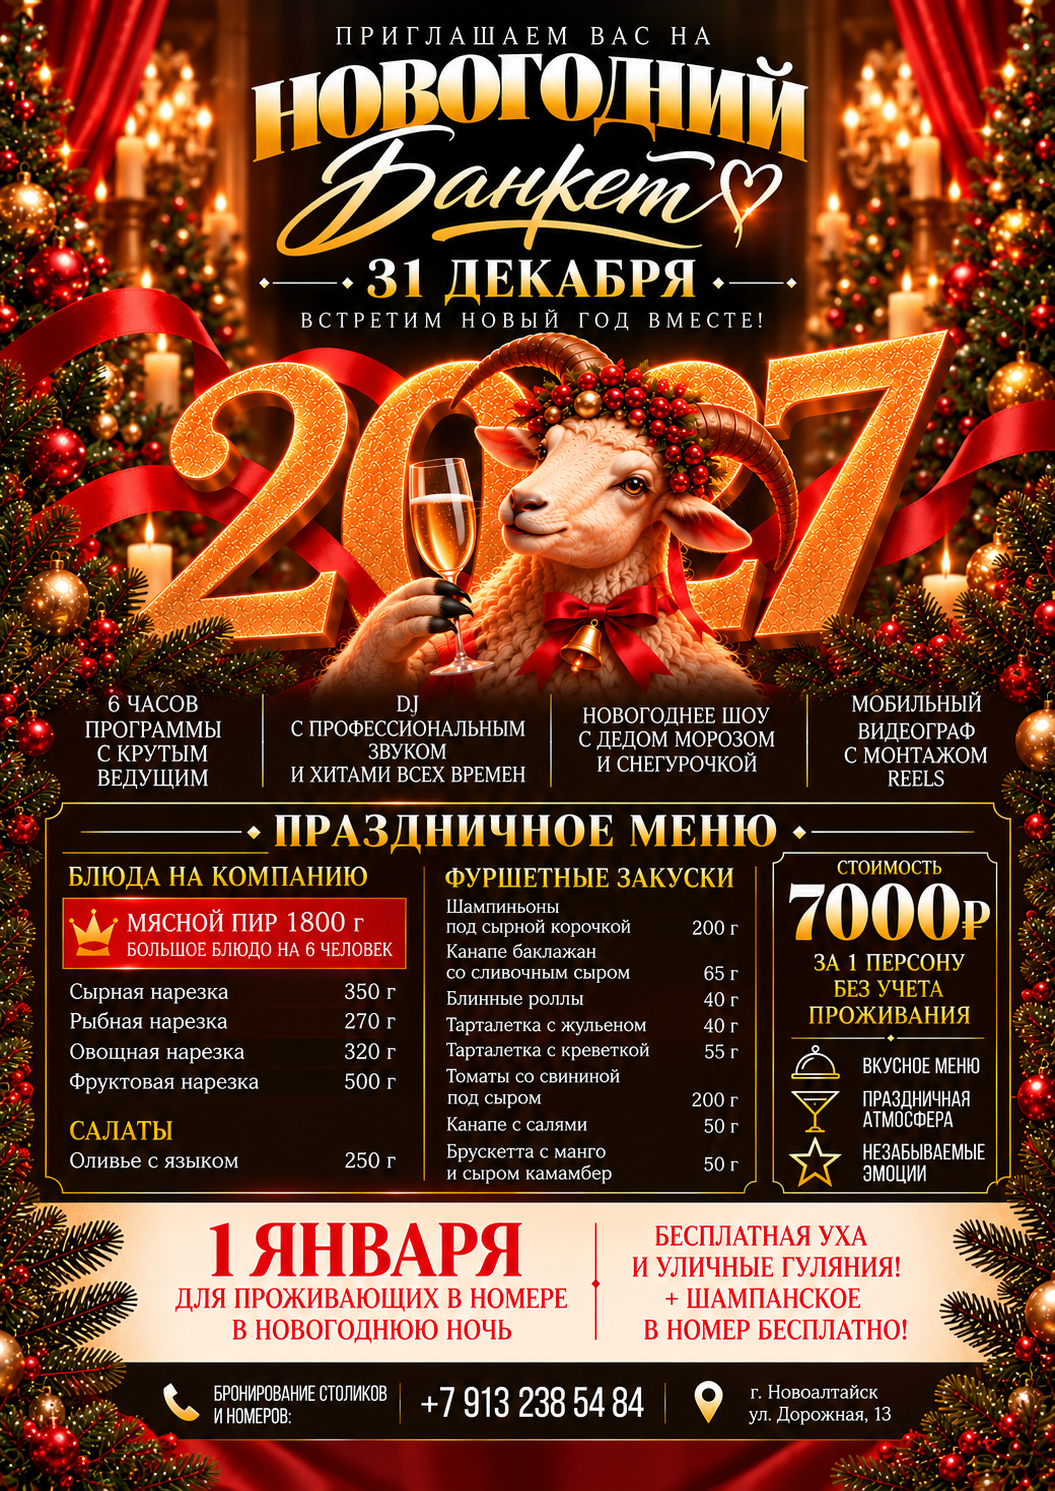 ПРИГЛАШАЕМ ВАС НА
НОВОГОДНИЙ
Банкет
31 ДЕКАБРЯ
ВСТРЕТИМ НОВЫЙ ГОД ВМЕСТЕ!
2027
6 ЧАСОВ
ПРОГРАММЫ
С КРУТЫМ
ВЕДУЩИМ
DJ
С ПРОФЕССИОНАЛЬНЫМ
ЗВУКОМ
И ХИТАМИ ВСЕХ ВРЕМЕН
НОВОГОДНЕЕ ШОУ
С ДЕДОМ МОРОЗОМ
И СНЕГУРОЧКОЙ
МОБИЛЬНЫЙ
ВИДЕОГРАФ
С МОНТАЖОМ
REELS
ПРАЗДНИЧНОЕ МЕНЮ
БЛЮДА НА КОМПАНИЮ
МЯСНОЙ ПИР 1800 г
БОЛЬШОЕ БЛЮДО НА 6 ЧЕЛОВЕК
Сырная нарезка 350 г
Рыбная нарезка 270 г
Овощная нарезка 320 г
Фруктовая нарезка 500 г
САЛАТЫ
Оливье с языком 250 г
ФУРШЕТНЫЕ ЗАКУСКИ
Шампиньоны
под сырной корочкой 200 г
Канапе баклажан
со сливочным сыром 65 г
Блинные роллы 40 г
Тарталетка с жульеном 40 г
Тарталетка с креветкой 55 г
Томаты со свининой
под сыром 200 г
Канапе с салями 50 г
Брускетта с манго
и сыром камамбер 50 г
СТОИМОСТЬ
7000₽
ЗА 1 ПЕРСОНУ
БЕЗ УЧЕТА
ПРОЖИВАНИЯ
ВКУСНОЕ МЕНЮ
ПРАЗДНИЧНАЯ
АТМОСФЕРА
НЕЗАБЫВАЕМЫЕ
ЭМОЦИИ
1 ЯНВАРЯ
ДЛЯ ПРОЖИВАЮЩИХ В НОМЕРЕ
В НОВОГОДНЮЮ НОЧЬ
БЕСПЛАТНАЯ УХА
И УЛИЧНЫЕ ГУЛЯНИЯ!
+ ШАМПАНСКОЕ
В НОМЕР БЕСПЛАТНО!
БРОНИРОВАНИЕ СТОЛИКОВ
И НОМЕРОВ:
+7 913 238 54 84
г. Новоалтайск
ул. Дорожная, 13